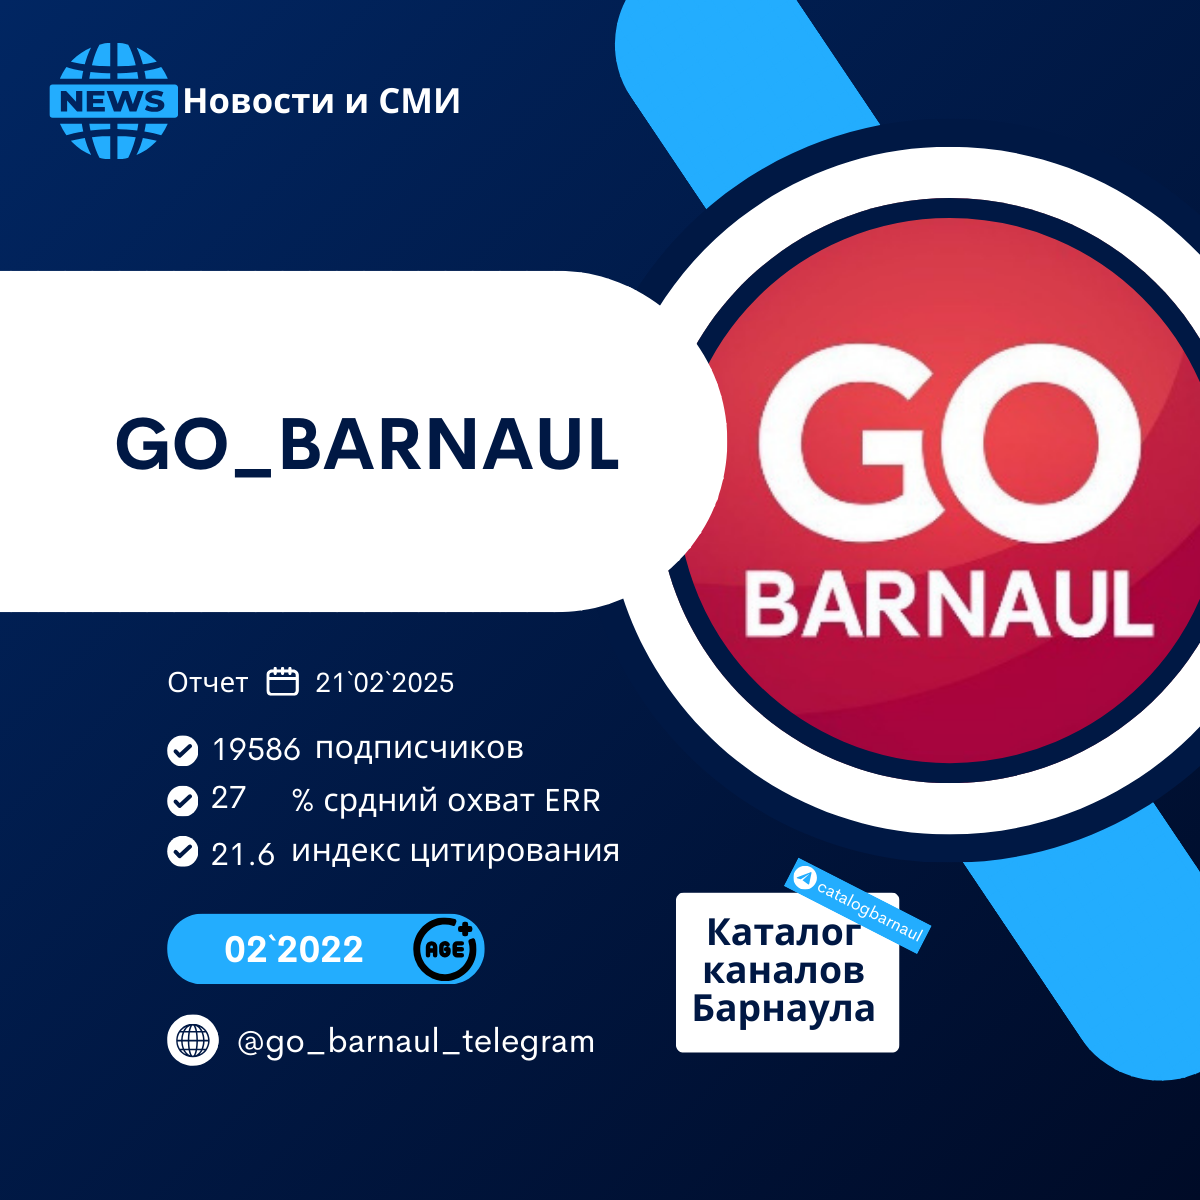 NEWS Новости и СМИ
GO_BARNAUL
GO
BARNAUL
Отчет 21`02`2025
19586 подписчиков
27 % срдний охват ERR
21.6 индекс цитирования
02`2022 AGE+
@go_barnaul_telegram
catalogbarnaul
Каталог
каналов
Барнаула